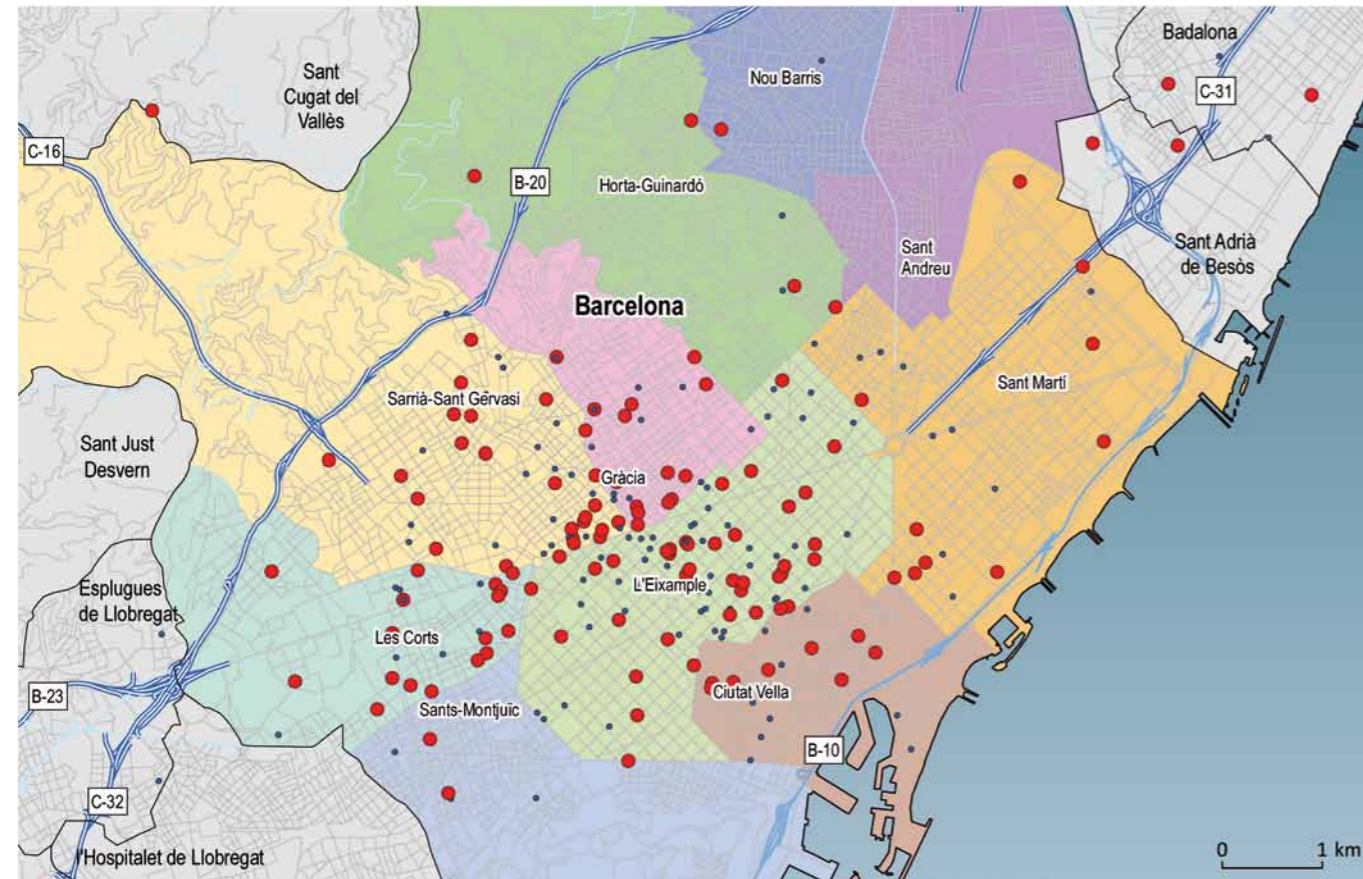 Badalona
Sant
Cugat del
Vallès
Nou Barris
C-31
C-16
B-20
Horta-Guinardó
Sant
Andreu
Sant Adrià
de Besòs
Barcelona
Sant Martí
Sarrià-Sant Gervasi
Sant Just
Desvern
Gràcia
Esplugues
de Llobregat
L'Eixample
Les Corts
B-23
Sants-Montjuïc
Ciutat Vella
B-10
C-32
l'Hospitalet de Llobregat
0 1 km